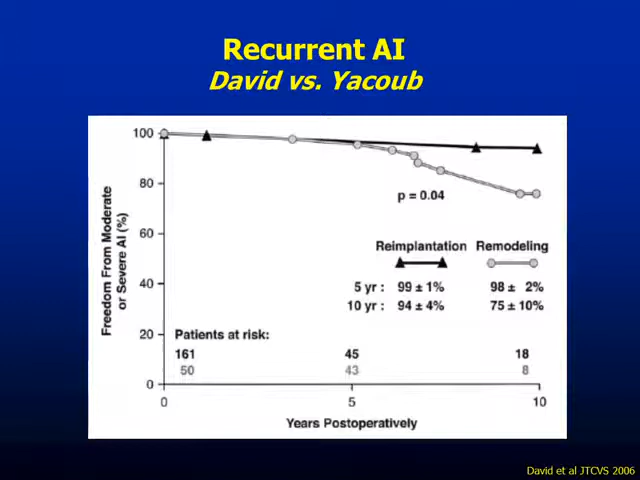 Recurrent AI
David vs. Yacoub
Freedom From Moderate
or Severe AI (%)
100
80
60
40
20
0
p = 0.04
Reimplantation Remodeling
5 yr : 99 ± 1% 98 ± 2%
10 yr : 94 ± 4% 75 ± 10%
Patients at risk:
161 45 18
50 43 8
0 5 10
Years Postoperatively
David et al JTCVS 2006